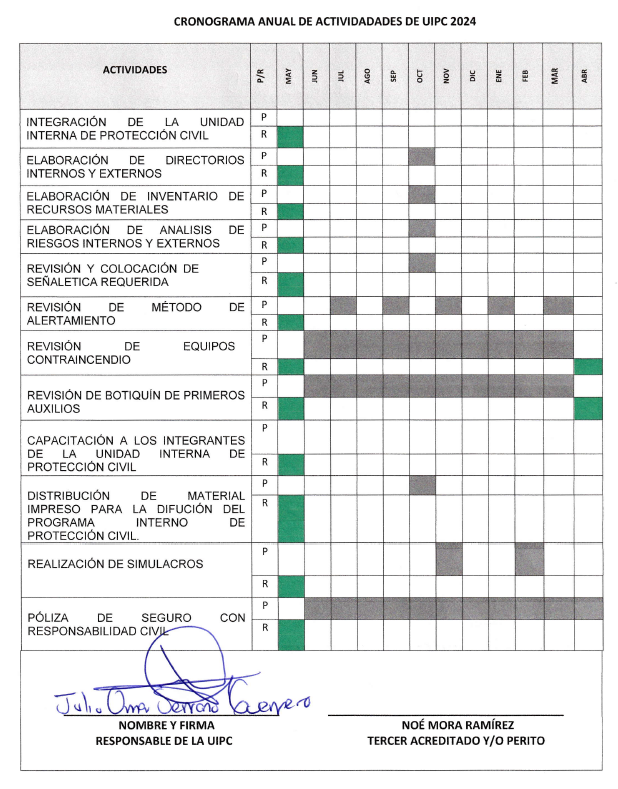 CRONOGRAMA ANUAL DE ACTIVIDADADES DE UIPC 2024
ACTIVIDADES P/R MAY JUN JUL AGO SEP OCT NOV DIC ENE FEB MAR ABR
INTEGRACIÓN DE LA UNIDAD P
INTERNA DE PROTECCIÓN CIVIL R
ELABORACIÓN DE DIRECTORIOS P
INTERNOS Y EXTERNOS R
ELABORACIÓN DE INVENTARIO DE P
RECURSOS MATERIALES R
ELABORACIÓN DE ANALISIS DE P
RIESGOS INTERNOS Y EXTERNOS R
REVISIÓN Y COLOCACIÓN DE P
SEÑALETICA REQUERIDA R
REVISIÓN DE MÉTODO DE P
ALERTAMIENTO R
REVISIÓN DE EQUIPOS P
CONTRAINCENDIO R
REVISIÓN DE BOTIQUÍN DE PRIMEROS P
AUXILIOS R
CAPACITACIÓN A LOS INTEGRANTES P
DE LA UNIDAD INTERNA DE
PROTECCIÓN CIVIL R
DISTRIBUCIÓN DE MATERIAL P
IMPRESO PARA LA DIFUCIÓN DEL R
PROGRAMA INTERNO DE
PROTECCIÓN CIVIL.
REALIZACIÓN DE SIMULACROS P
R
PÓLIZA DE SEGURO CON P
RESPONSABILIDAD CIVIL R
Julio Omar Serrano
NOMBRE Y FIRMA NOÉ MORA RAMÍREZ
RESPONSABLE DE LA UIPC TERCER ACREDITADO Y/O PERITO